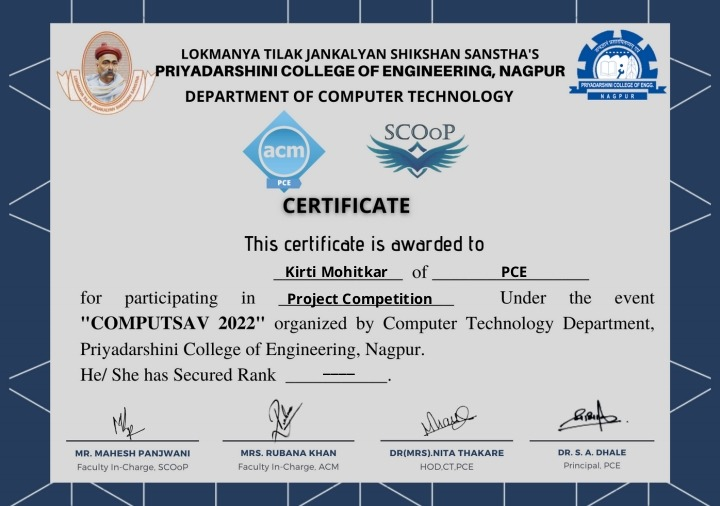 LOKMANYA TILAK JANKALYAN SHIKSHAN SANSTHA'S
PRIYADARSHINI COLLEGE OF ENGINEERING, NAGPUR
DEPARTMENT OF COMPUTER TECHNOLOGY
PRIYADARSHINI COLLEGE OF ENGG.
NAGPUR
acm
PCE
SCOoP
CERTIFICATE
This certificate is awarded to
Kirti Mohitkar of PCE
for participating in Project Competition Under the event
"COMPUTSAV 2022" organized by Computer Technology Department,
Priyadarshini College of Engineering, Nagpur.
He/ She has Secured Rank ____.
MR. MAHESH PANJWANI
Faculty In-Charge, SCOoP
MRS. RUBANA KHAN
Faculty In-Charge, ACM
DR(MRS).NITA THAKARE
HOD,CT,PCE
DR. S. A. DHALE
Principal, PCE